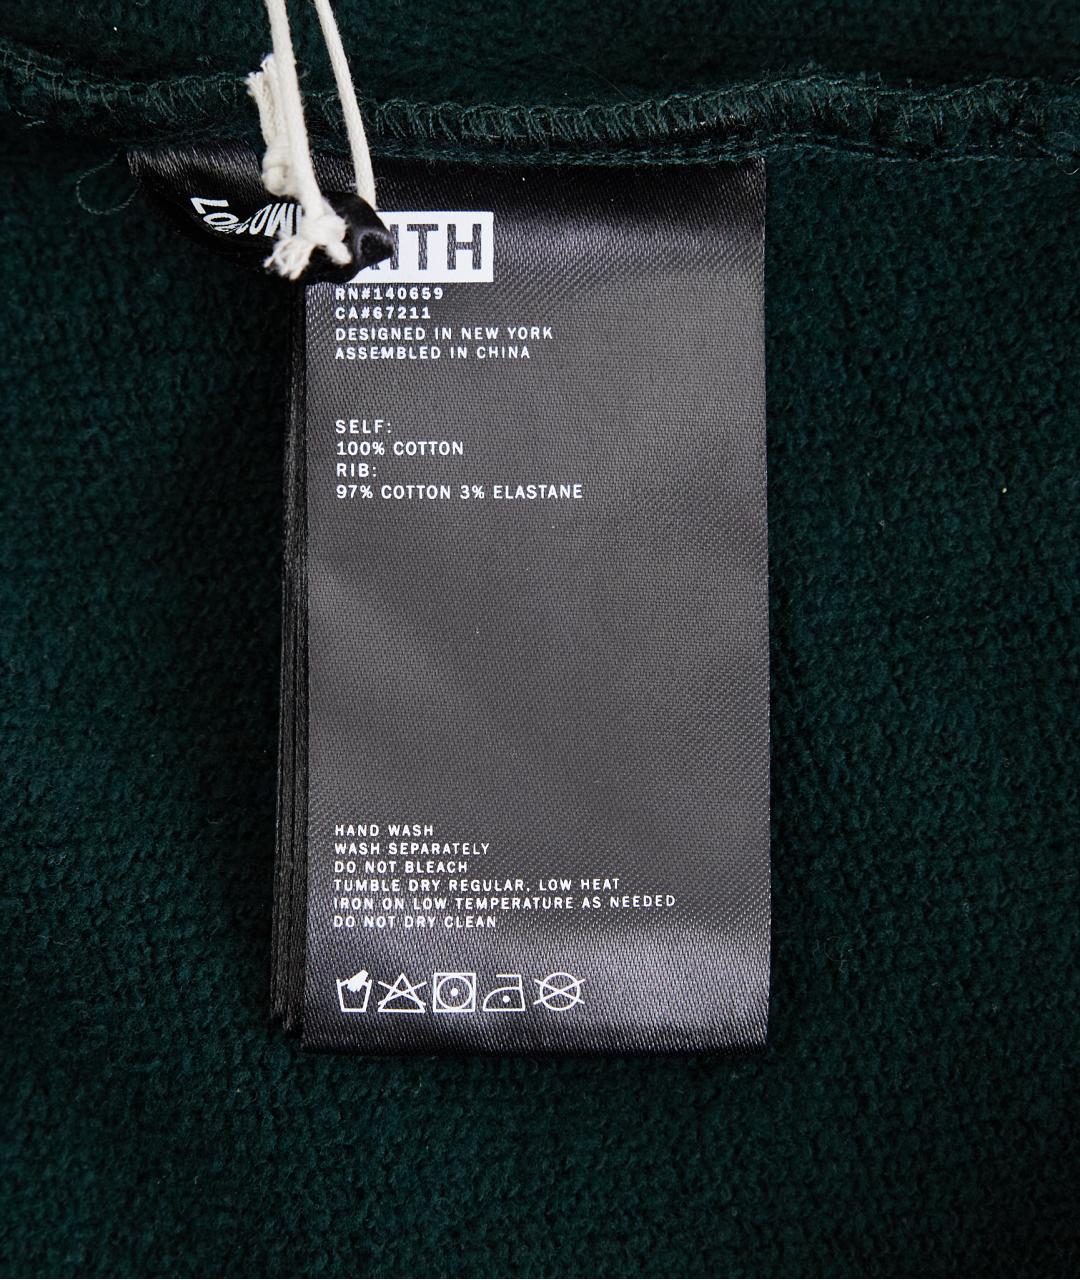 ITH
RN#140659
CA#67211
DESIGNED IN NEW YORK
ASSEMBLED IN CHINA
SELF:
100% COTTON
RIB:
97% COTTON 3% ELASTANE
HAND WASH
WASH SEPARATELY
DO NOT BLEACH
TUMBLE DRY REGULAR, LOW HEAT
IRON ON LOW TEMPERATURE AS NEEDED
DO NOT DRY CLEAN